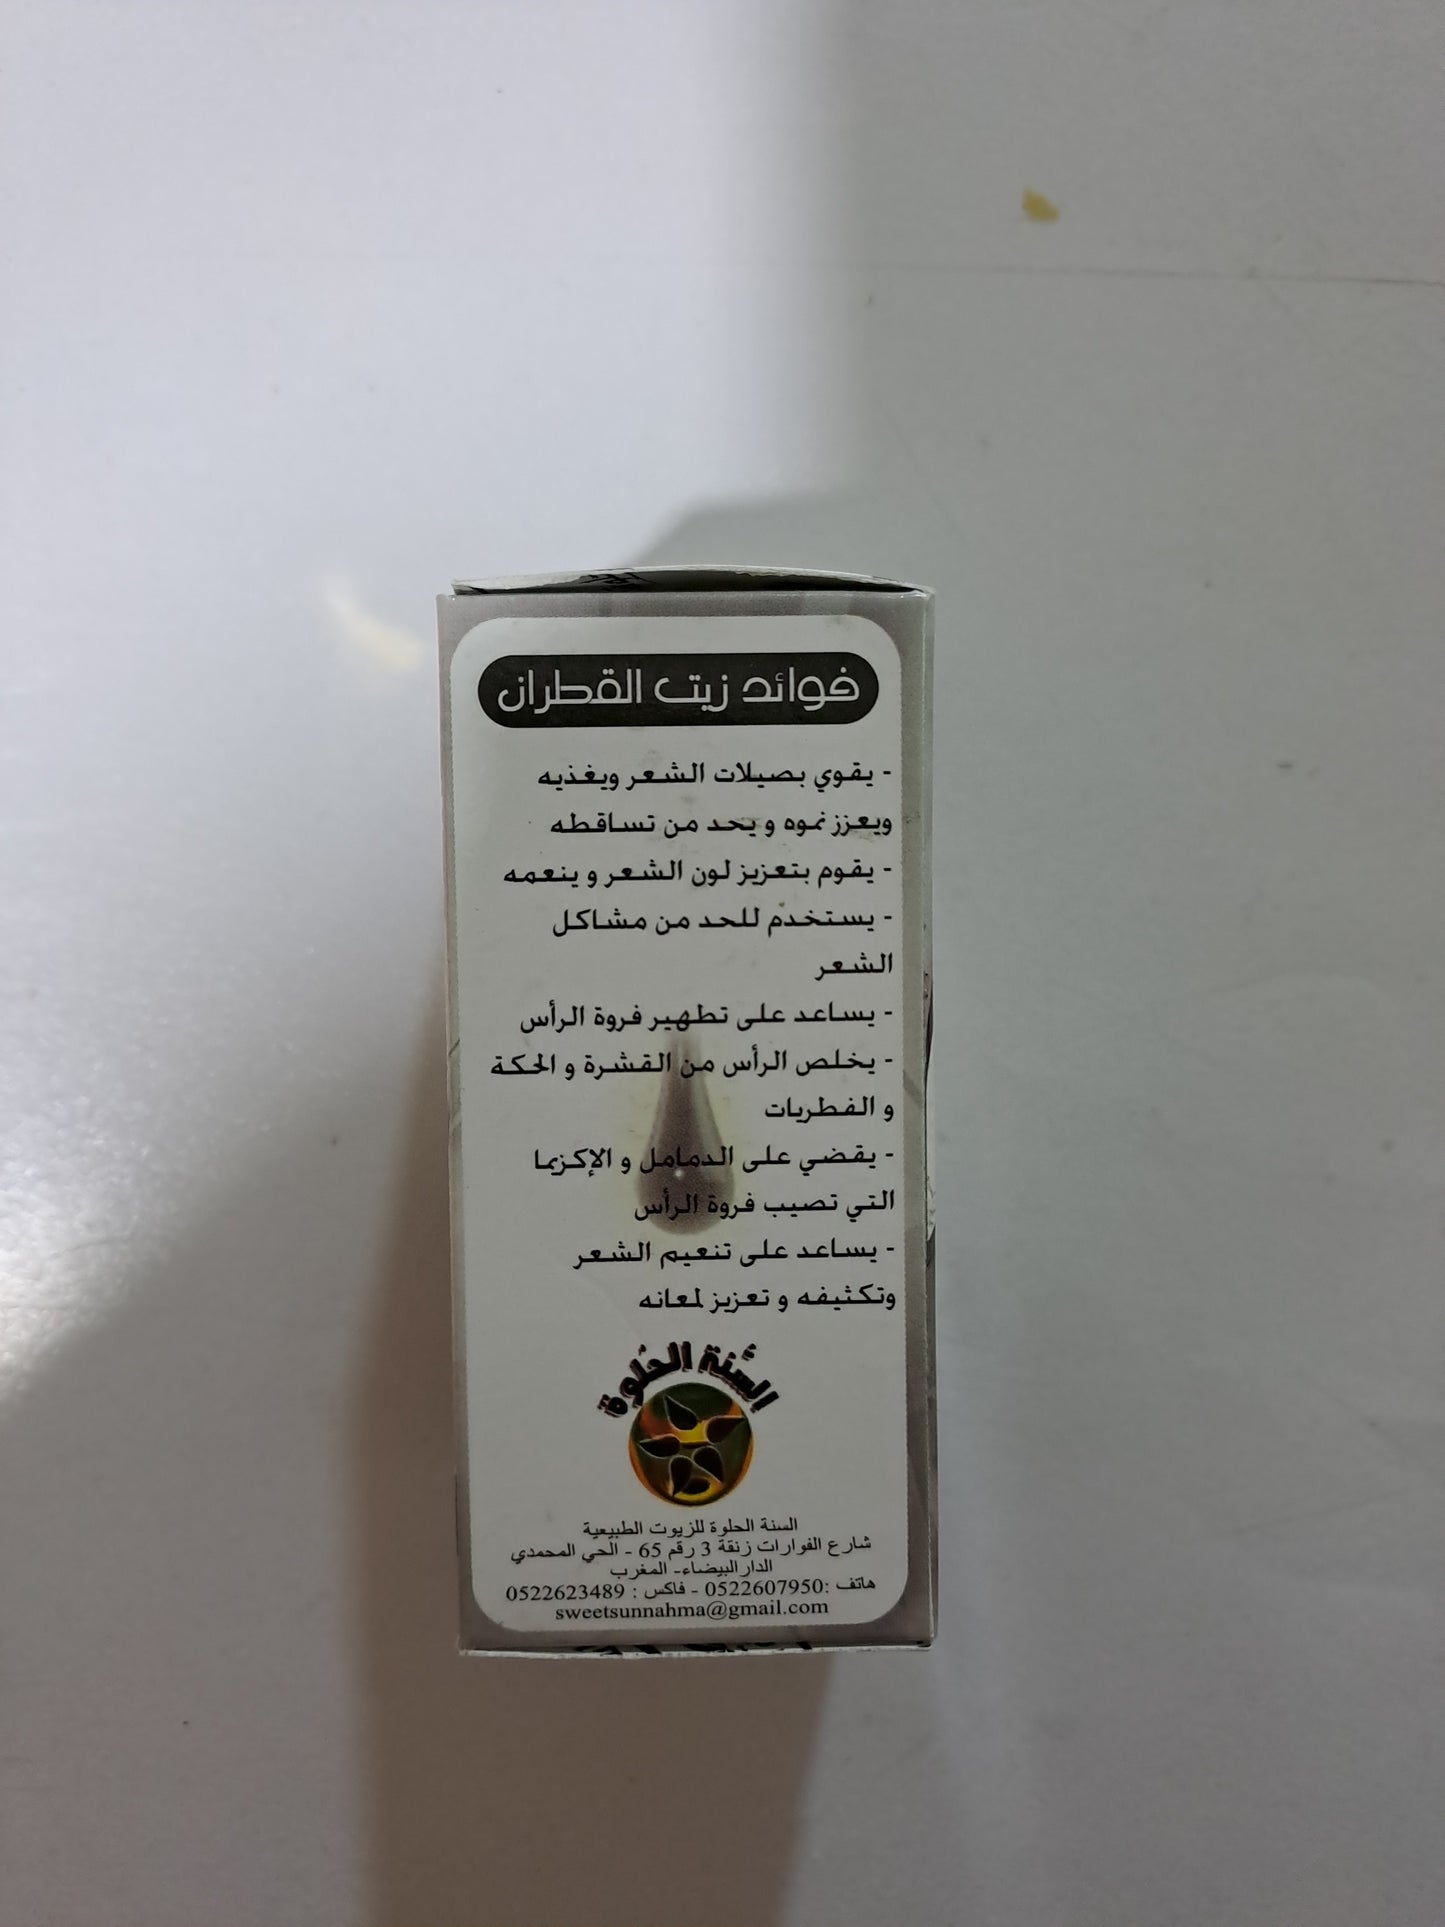 فوائد زيت القطران
- يقوي بصيلات الشعر ويغذيه
ويعزز نموه و يحد من تساقطه
- يقوم بتعزيز لون الشعر و ينعمه
- يستخدم للحد من مشاكل
الشعر
- يساعد على تطهير فروة الرأس
- يخلص الرأس من القشرة و الحكة
و الفطريات
- يقضي على الدمامل و الإكزيما
التي تصيب فروة الرأس
- يساعد على تنعيم الشعر
وتكثيفه و تعزيز لمعانه
السنة الحلوة
السنة الحلوة للزيوت الطبيعية
شارع الفوارات زنقة 3 رقم 65 - الحي المحمدي
الدار البيضاء- المغرب
هاتف :0522607950 - فاكس : 0522623489
sweetsunnahma@gmail.com